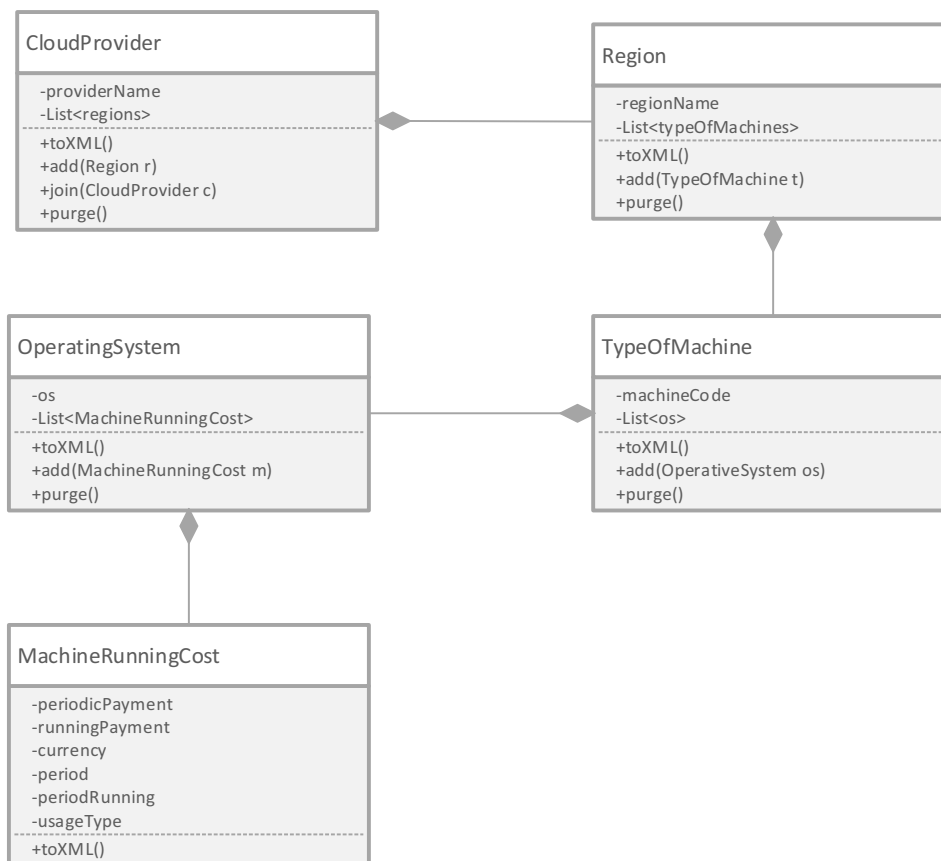 CloudProvider
-providerName
-List<regions>
+toXML()
+add(Region r)
+join(CloudProvider c)
+purge()
Region
-regionName
-List<typeOfMachines>
+toXML()
+add(TypeOfMachine t)
+purge()
OperatingSystem
-os
-List<MachineRunningCost>
+toXML()
+add(MachineRunningCost m)
+purge()
TypeOfMachine
-machineCode
-List<os>
+toXML()
+add(OperativeSystem os)
+purge()
MachineRunningCost
-periodicPayment
-runningPayment
-currency
-period
-periodRunning
-usageType
+toXML()